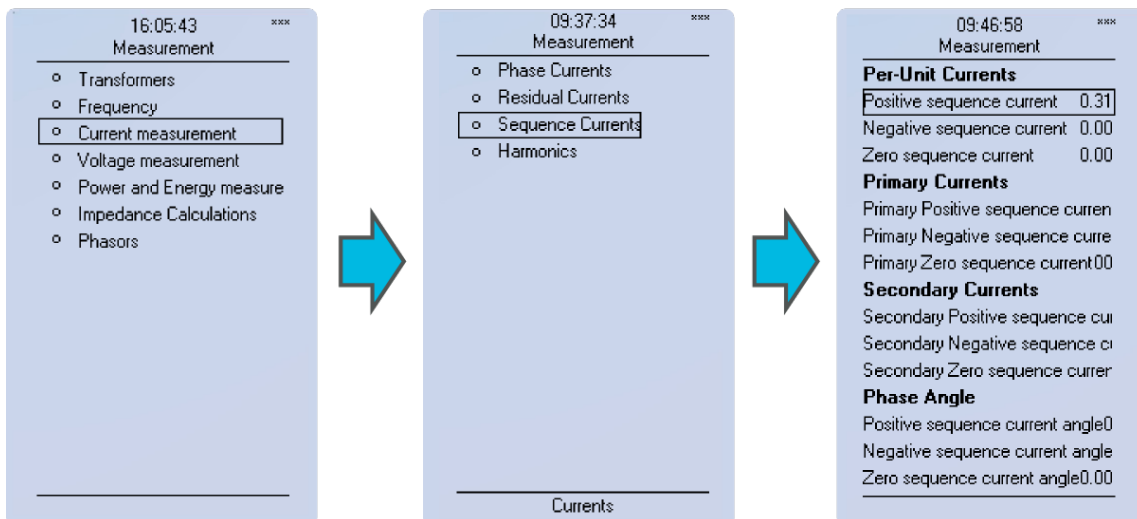 16:05:43 xxx
Measurement
Transformers
Frequency
Current measurement
Voltage measurement
Power and Energy measure
Impedance Calculations
Phasors
09:37:34 xxx
Measurement
Phase Currents
Residual Currents
Sequence Currents
Harmonics
Currents
09:46:58 xxx
Measurement
Per-Unit Currents
Positive sequence current 0.31
Negative sequence current 0.00
Zero sequence current 0.00
Primary Currents
Primary Positive sequence curren
Primary Negative sequence curre
Primary Zero sequence current00
Secondary Currents
Secondary Positive sequence cur
Secondary Negative sequence c
Secondary Zero sequence currer
Phase Angle
Positive sequence current angle0
Negative sequence current angle
Zero sequence current angle0.00